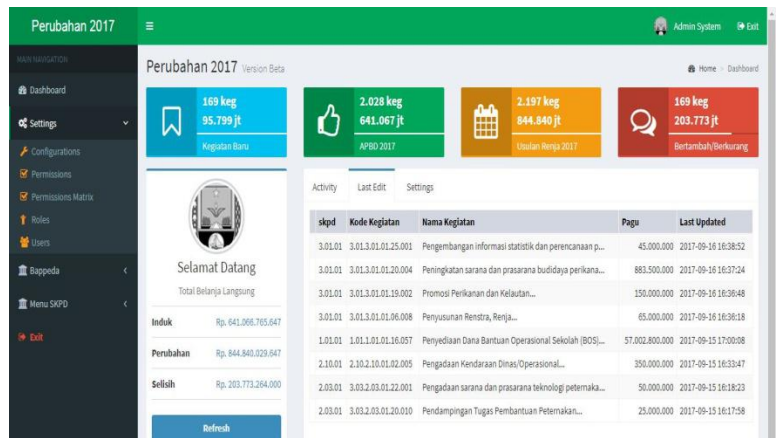 Perubahan 2017
Admin System Exit
MAIN NAVIGATION
Dashboard
Settings
Configurations
Permissions
Permissions Matrix
Roles
Users
Bappeda
Menu SKPD
Exit
Perubahan 2017 Version Beta
Home > Dashboard
169 keg
95.799 jt
Kegiatan Baru
2.028 keg
641.067 jt
APBD 2017
2.197 keg
844.840 jt
Usulan Renja 2017
169 keg
203.773 jt
Bertambah/Berkurang
Selamat Datang
Total Belanja Langsung
Induk Rp. 641.066.765.647
Perubahan Rp. 844.840.029.647
Selisih Rp. 203.773.264.000
Refresh
Activity Last Edit Settings
skpd Kode Kegiatan Nama Kegiatan Pagu Last Updated
3.01.01 3.01.3.01.01.25.001 Pengembangan informasi statistik dan perencanaan p... 45.000.000 2017-09-16 16:38:52
3.01.01 3.01.3.01.01.20.004 Peningkatan sarana dan prasarana budidaya perikana... 883.500.000 2017-09-16 16:37:24
3.01.01 3.01.3.01.01.19.002 Promosi Perikanan dan Kelautan... 150.000.000 2017-09-16 16:36:48
3.01.01 3.01.3.01.01.06.008 Penyusunan Renstra, Renja... 65.000.000 2017-09-16 16:36:18
1.01.01 1.01.1.01.01.16.057 Penyediaan Dana Bantuan Operasional Sekolah (BOS)... 57.002.800.000 2017-09-15 17:00:08
2.10.01 2.10.2.10.01.02.005 Pengadaan Kendaraan Dinas/Operasional... 350.000.000 2017-09-15 16:33:47
2.03.01 3.03.2.03.01.22.001 Pengadaan sarana dan prasarana teknologi peternaka... 50.000.000 2017-09-15 16:18:23
2.03.01 3.03.2.03.01.20.010 Pendampingan Tugas Pembantuan Peternakan... 25.000.000 2017-09-15 16:17:58